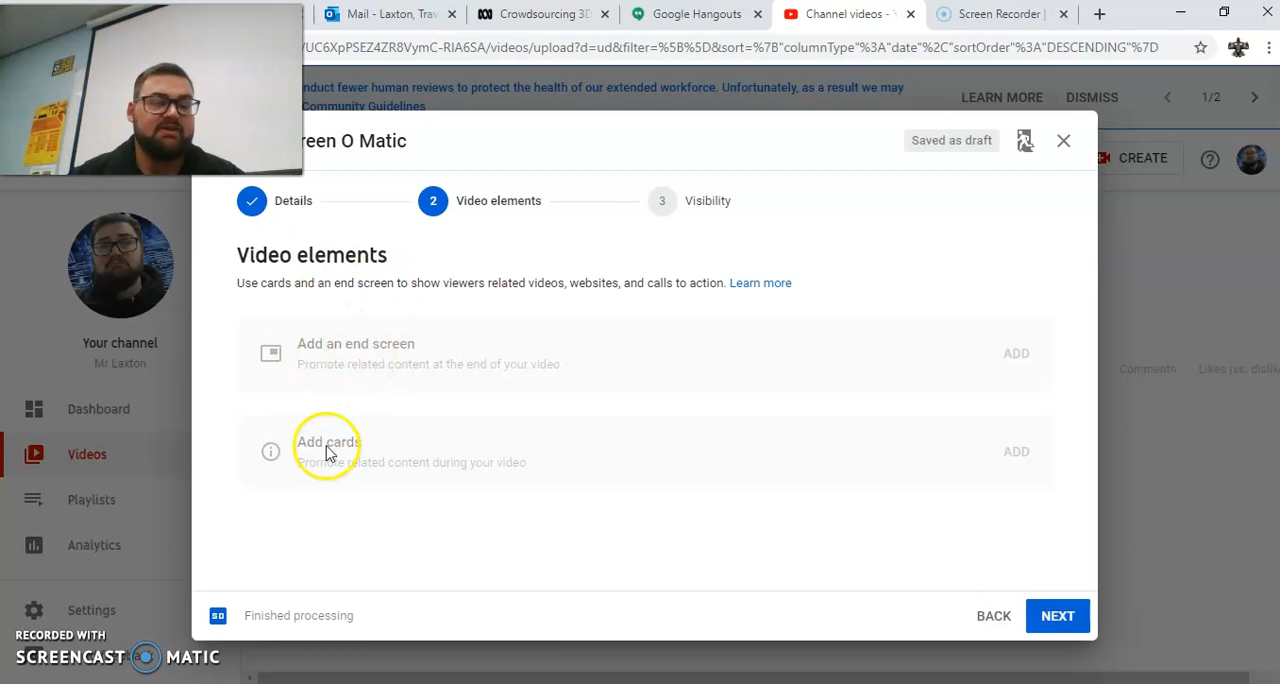 Mail - Laxton, Trav
Crowdsourcing 3D
Google Hangouts
Channel videos - Y
Screen Recorder |
WUC6XpPSEZ4ZR8VymC-RIA6SA/videos/upload?d=ud&filter=%5B%5D&sort=%7B"columnType"%3A"date"%2C"sortOrder"%3A"DESCENDING"%7D
nduct fewer human reviews to protect the health of our extended workforce. Unfortunately, as a result we may
Community Guidelines
LEARN MORE
DISMISS
1/2
reen O Matic
Saved as draft
CREATE
Details
2
Video elements
3
Visibility
Video elements
Use cards and an end screen to show viewers related videos, websites, and calls to action. Learn more
Add an end screen
Promote related content at the end of your video
ADD
Add cards
Promote related content during your video
ADD
Your channel
Mr Laxton
Dashboard
Videos
Playlists
Analytics
Settings
Comments
Likes (vs. dislik
SD
Finished processing
BACK
NEXT
RECORDED WITH
SCREENCAST MATIC